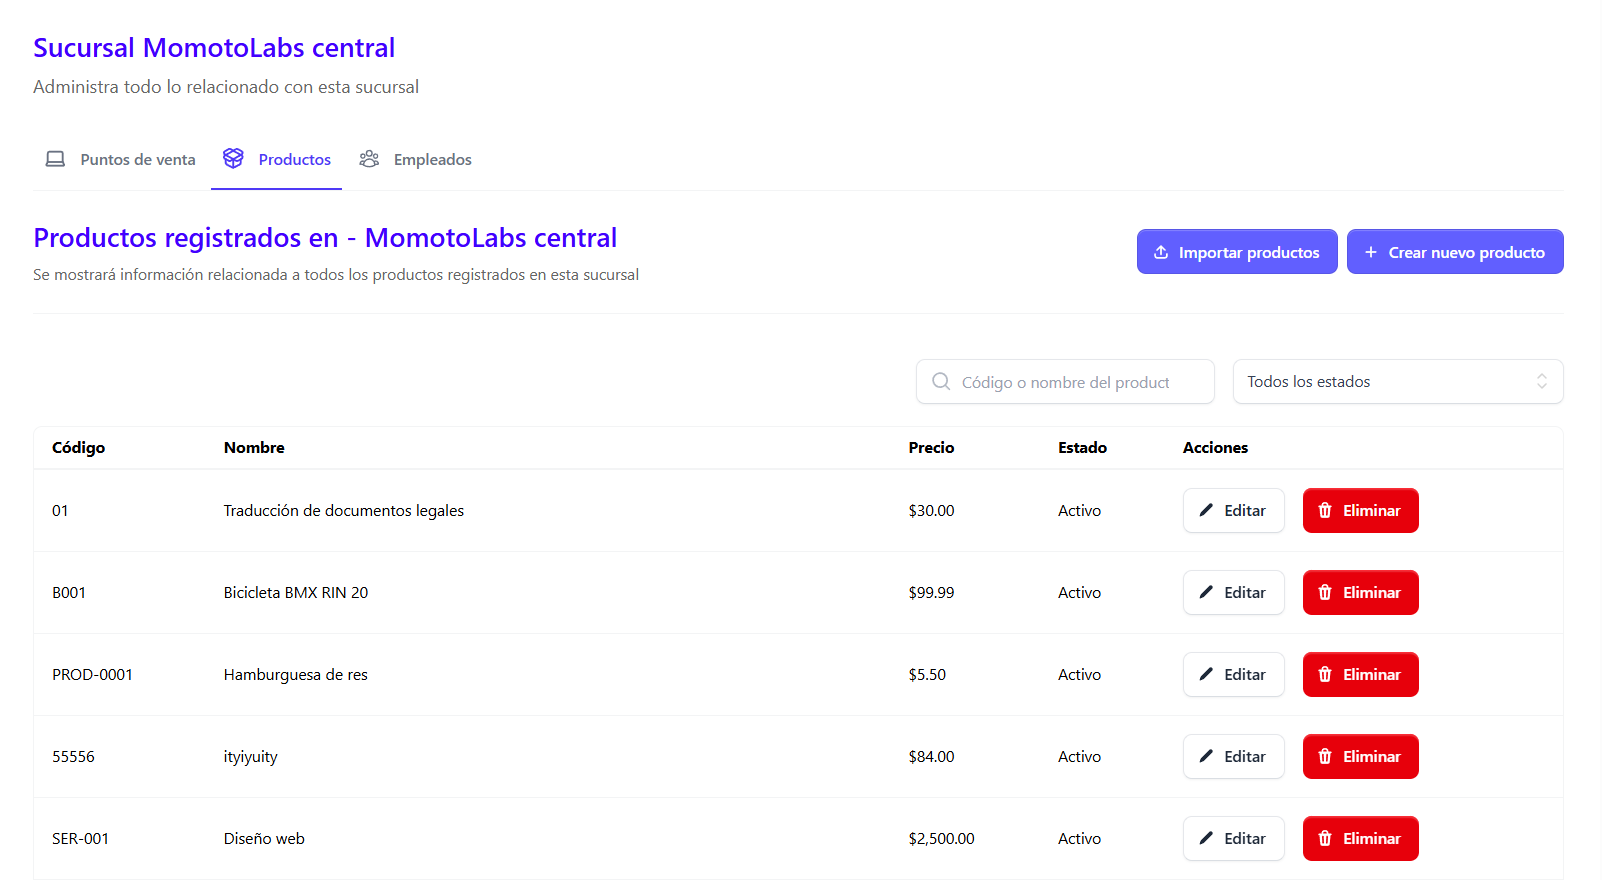 Sucursal MomotoLabs central
Administra todo lo relacionado con esta sucursal
Puntos de venta Productos Empleados
Productos registrados en - MomotoLabs central
Se mostrará información relacionada a todos los productos registrados en esta sucursal
Importar productos Crear nuevo producto
Código o nombre del product Todos los estados
Código Nombre Precio Estado Acciones
01 Traducción de documentos legales $30.00 Activo Editar Eliminar
B001 Bicicleta BMX RIN 20 $99.99 Activo Editar Eliminar
PROD-0001 Hamburguesa de res $5.50 Activo Editar Eliminar
55556 ityiyuity $84.00 Activo Editar Eliminar
SER-001 Diseño web $2,500.00 Activo Editar Eliminar